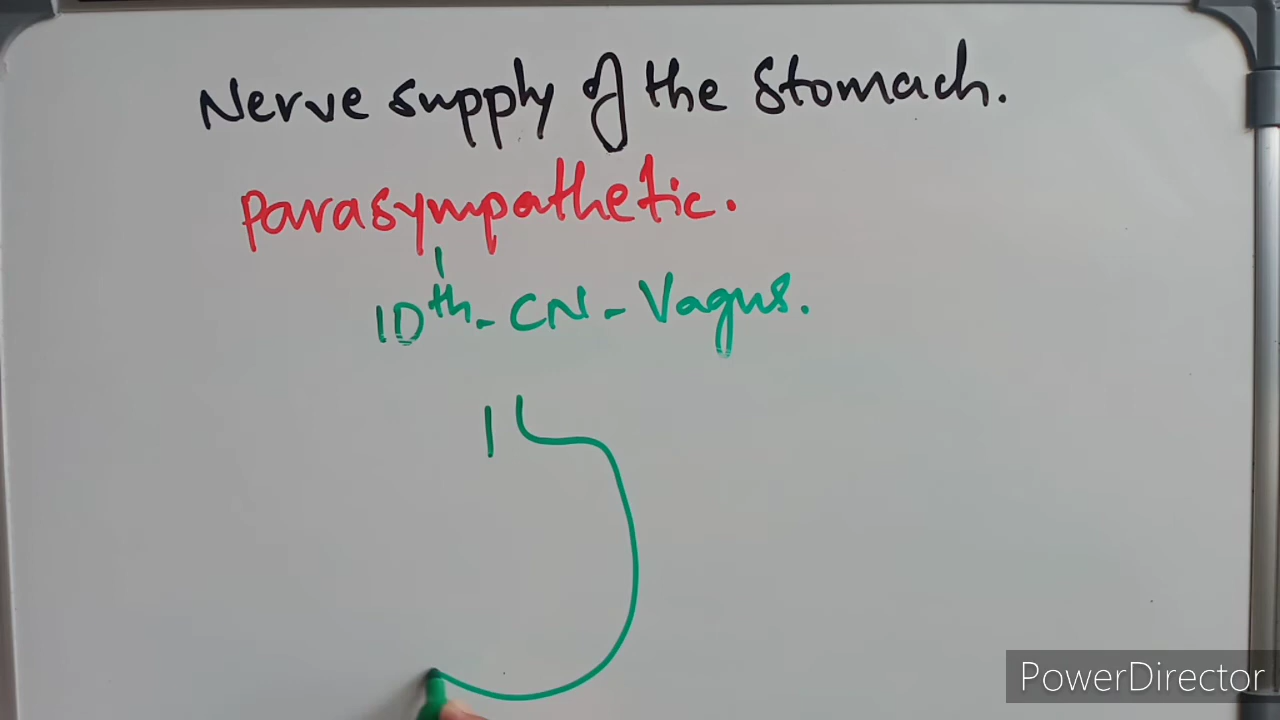 Nerve supply of the Stomach.
Parasympathetic.
10th - CN - Vagus.
PowerDirector